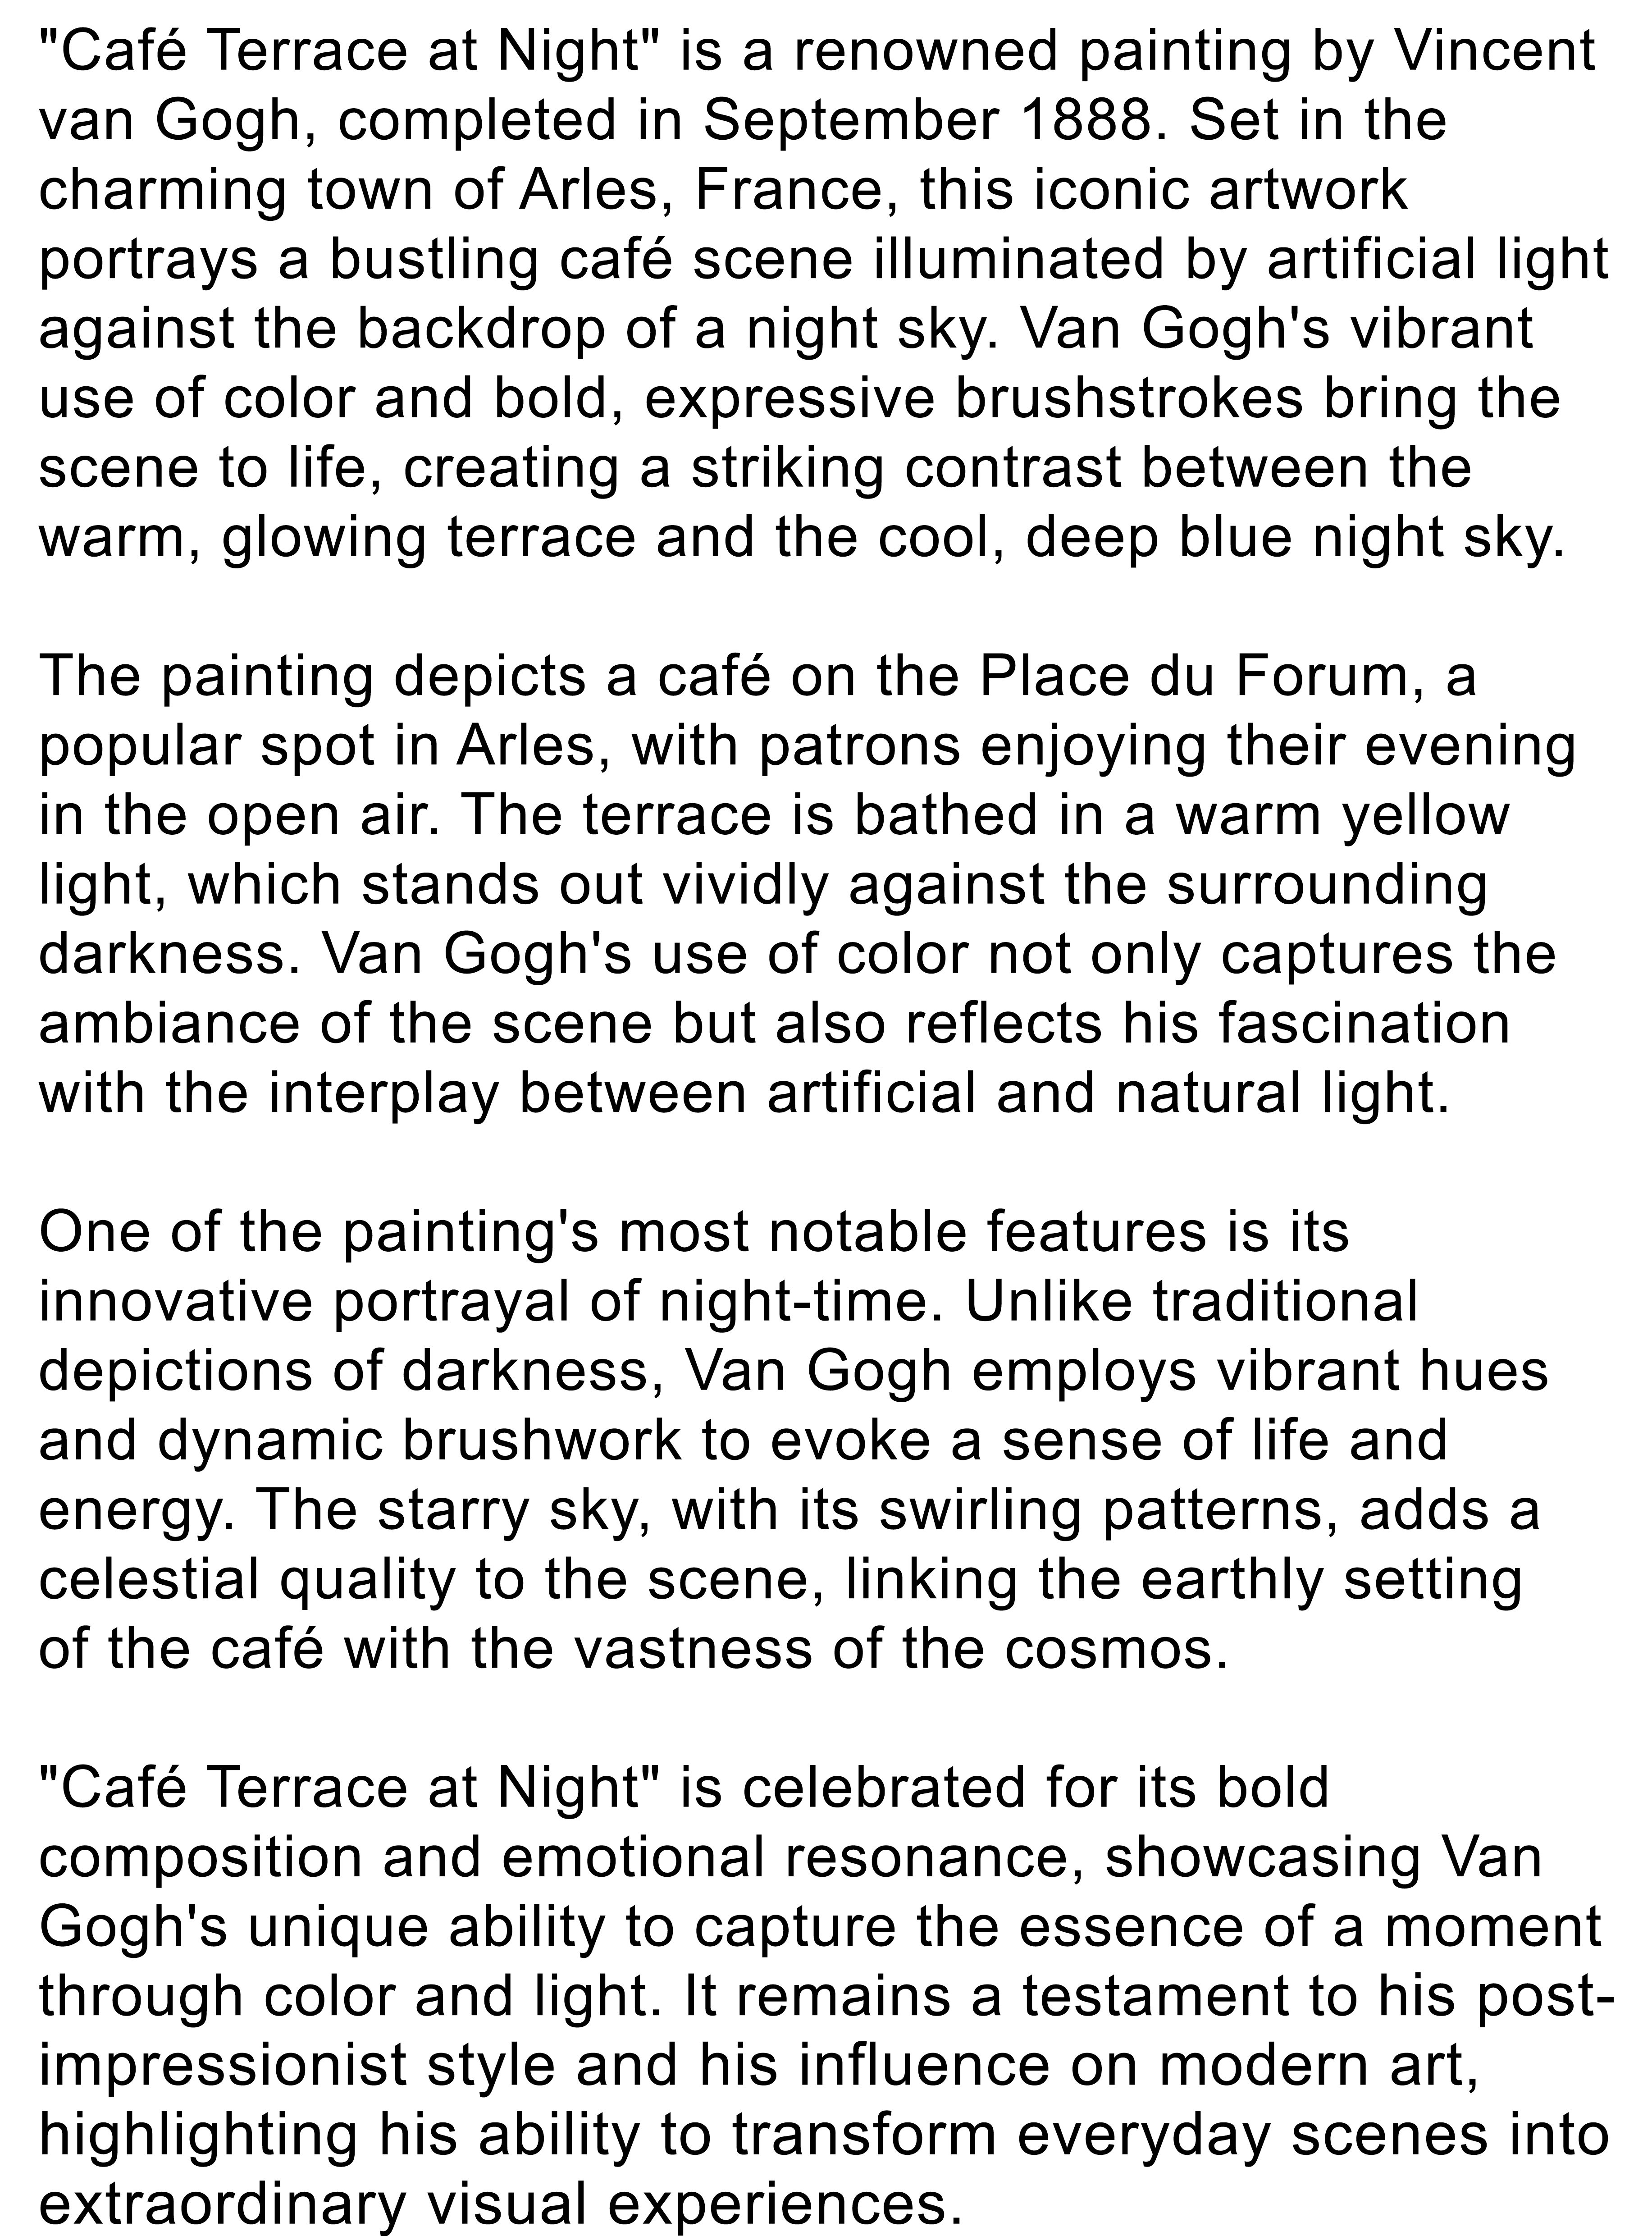 "Café Terrace at Night" is a renowned painting by Vincent
van Gogh, completed in September 1888. Set in the
charming town of Arles, France, this iconic artwork
portrays a bustling café scene illuminated by artificial light
against the backdrop of a night sky. Van Gogh's vibrant
use of color and bold, expressive brushstrokes bring the
scene to life, creating a striking contrast between the
warm, glowing terrace and the cool, deep blue night sky.

The painting depicts a café on the Place du Forum, a
popular spot in Arles, with patrons enjoying their evening
in the open air. The terrace is bathed in a warm yellow
light, which stands out vividly against the surrounding
darkness. Van Gogh's use of color not only captures the
ambiance of the scene but also reflects his fascination
with the interplay between artificial and natural light.

One of the painting's most notable features is its
innovative portrayal of night-time. Unlike traditional
depictions of darkness, Van Gogh employs vibrant hues
and dynamic brushwork to evoke a sense of life and
energy. The starry sky, with its swirling patterns, adds a
celestial quality to the scene, linking the earthly setting
of the café with the vastness of the cosmos.

"Café Terrace at Night" is celebrated for its bold
composition and emotional resonance, showcasing Van
Gogh's unique ability to capture the essence of a moment
through color and light. It remains a testament to his post-
impressionist style and his influence on modern art,
highlighting his ability to transform everyday scenes into
extraordinary visual experiences.